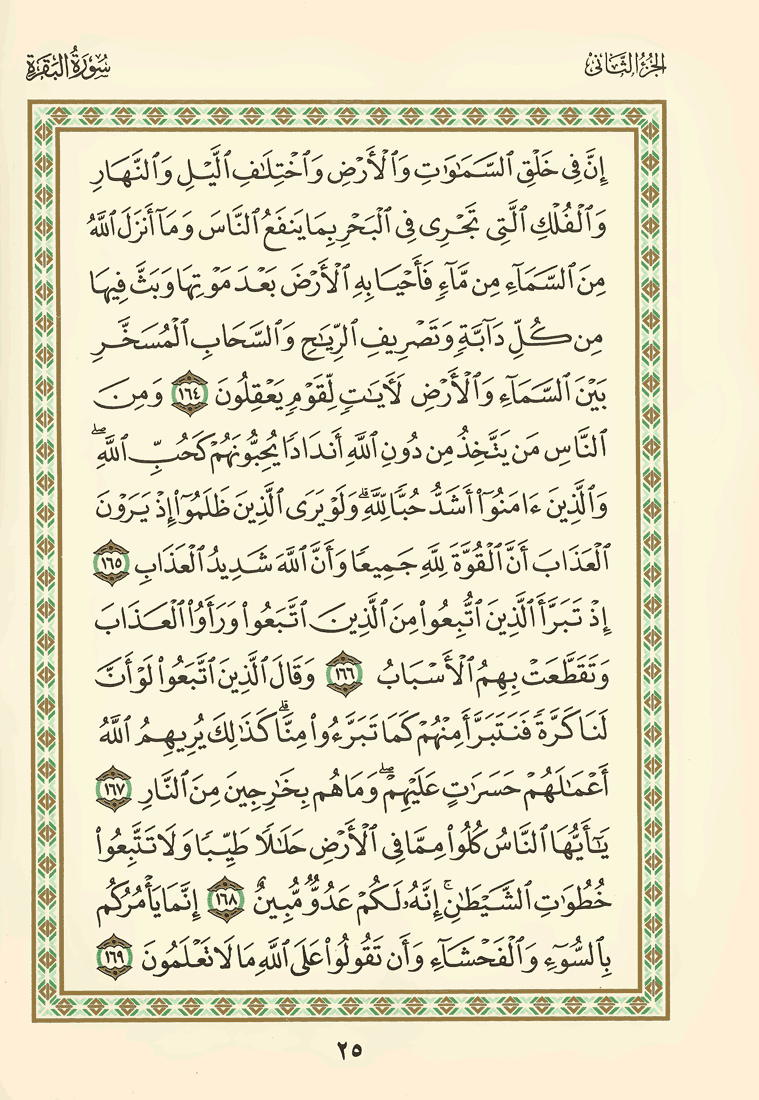 الجزء الثاني
سورة البقرة
إِنَّ فِى خَلْقِ ٱلسَّمَٰوَٰتِ وَٱلْأَرْضِ وَٱخْتِلَٰفِ ٱلَّيْلِ وَٱلنَّهَارِ
وَٱلْفُلْكِ ٱلَّتِى تَجْرِى فِى ٱلْبَحْرِ بِمَا يَنفَعُ ٱلنَّاسَ وَمَآ أَنزَلَ ٱللَّهُ
مِنَ ٱلسَّمَآءِ مِن مَّآءٍ فَأَحْيَا بِهِ ٱلْأَرْضَ بَعْدَ مَوْتِهَا وَبَثَّ فِيهَا
مِن كُلِّ دَآبَّةٍ وَتَصْرِيفِ ٱلرِّيَٰحِ وَٱلسَّحَابِ ٱلْمُسَخَّرِ
بَيْنَ ٱلسَّمَآءِ وَٱلْأَرْضِ لَأَيَٰتٍ لِّقَوْمٍ يَعْقِلُونَ ١٦٤ وَمِنَ
ٱلنَّاسِ مَن يَتَّخِذُ مِن دُونِ ٱللَّهِ أَندَادًا يُحِبُّونَهُمْ كَحُبِّ ٱللَّهِۖ
وَٱلَّذِينَ ءَامَنُوٓا۟ أَشَدُّ حُبًّا لِّلَّهِۗ وَلَوْ يَرَى ٱلَّذِينَ ظَلَمُوٓا۟ إِذْ يَرَوْنَ
ٱلْعَذَابَ أَنَّ ٱلْقُوَّةَ لِلَّهِ جَمِيعًا وَأَنَّ ٱللَّهَ شَدِيدُ ٱلْعَذَابِ ١٦٥
إِذْ تَبَرَّأَ ٱلَّذِينَ ٱتُّبِعُوا۟ مِنَ ٱلَّذِينَ ٱتَّبَعُوا۟ وَرَأَوُا۟ ٱلْعَذَابَ
وَتَقَطَّعَتْ بِهِمُ ٱلْأَسْبَابُ ١٦٦ وَقَالَ ٱلَّذِينَ ٱتَّبَعُوا۟ لَوْ أَنَّ
لَنَا كَرَّةً فَنَتَبَرَّأَ مِنْهُمْ كَمَا تَبَرَّءُوا۟ مِنَّاۗ كَذَٰلِكَ يُرِيهِمُ ٱللَّهُ
أَعْمَٰلَهُمْ حَسَرَٰتٍ عَلَيْهِمْۖ وَمَا هُم بِخَٰرِجِينَ مِنَ ٱلنَّارِ ١٦٧
يَٰٓأَيُّهَا ٱلنَّاسُ كُلُوا۟ مِمَّا فِى ٱلْأَرْضِ حَلَٰلًا طَيِّبًا وَلَا تَتَّبِعُوا۟
خُطُوَٰتِ ٱلشَّيْطَٰنِۚ إِنَّهُۥ لَكُمْ عَدُوٌّ مُّبِينٌ ١٦٨ إِنَّمَا يَأْمُرُكُم
بِٱلسُّوٓءِ وَٱلْفَحْشَآءِ وَأَن تَقُولُوا۟ عَلَى ٱللَّهِ مَا لَا تَعْلَمُونَ ١٦٩
٢٥